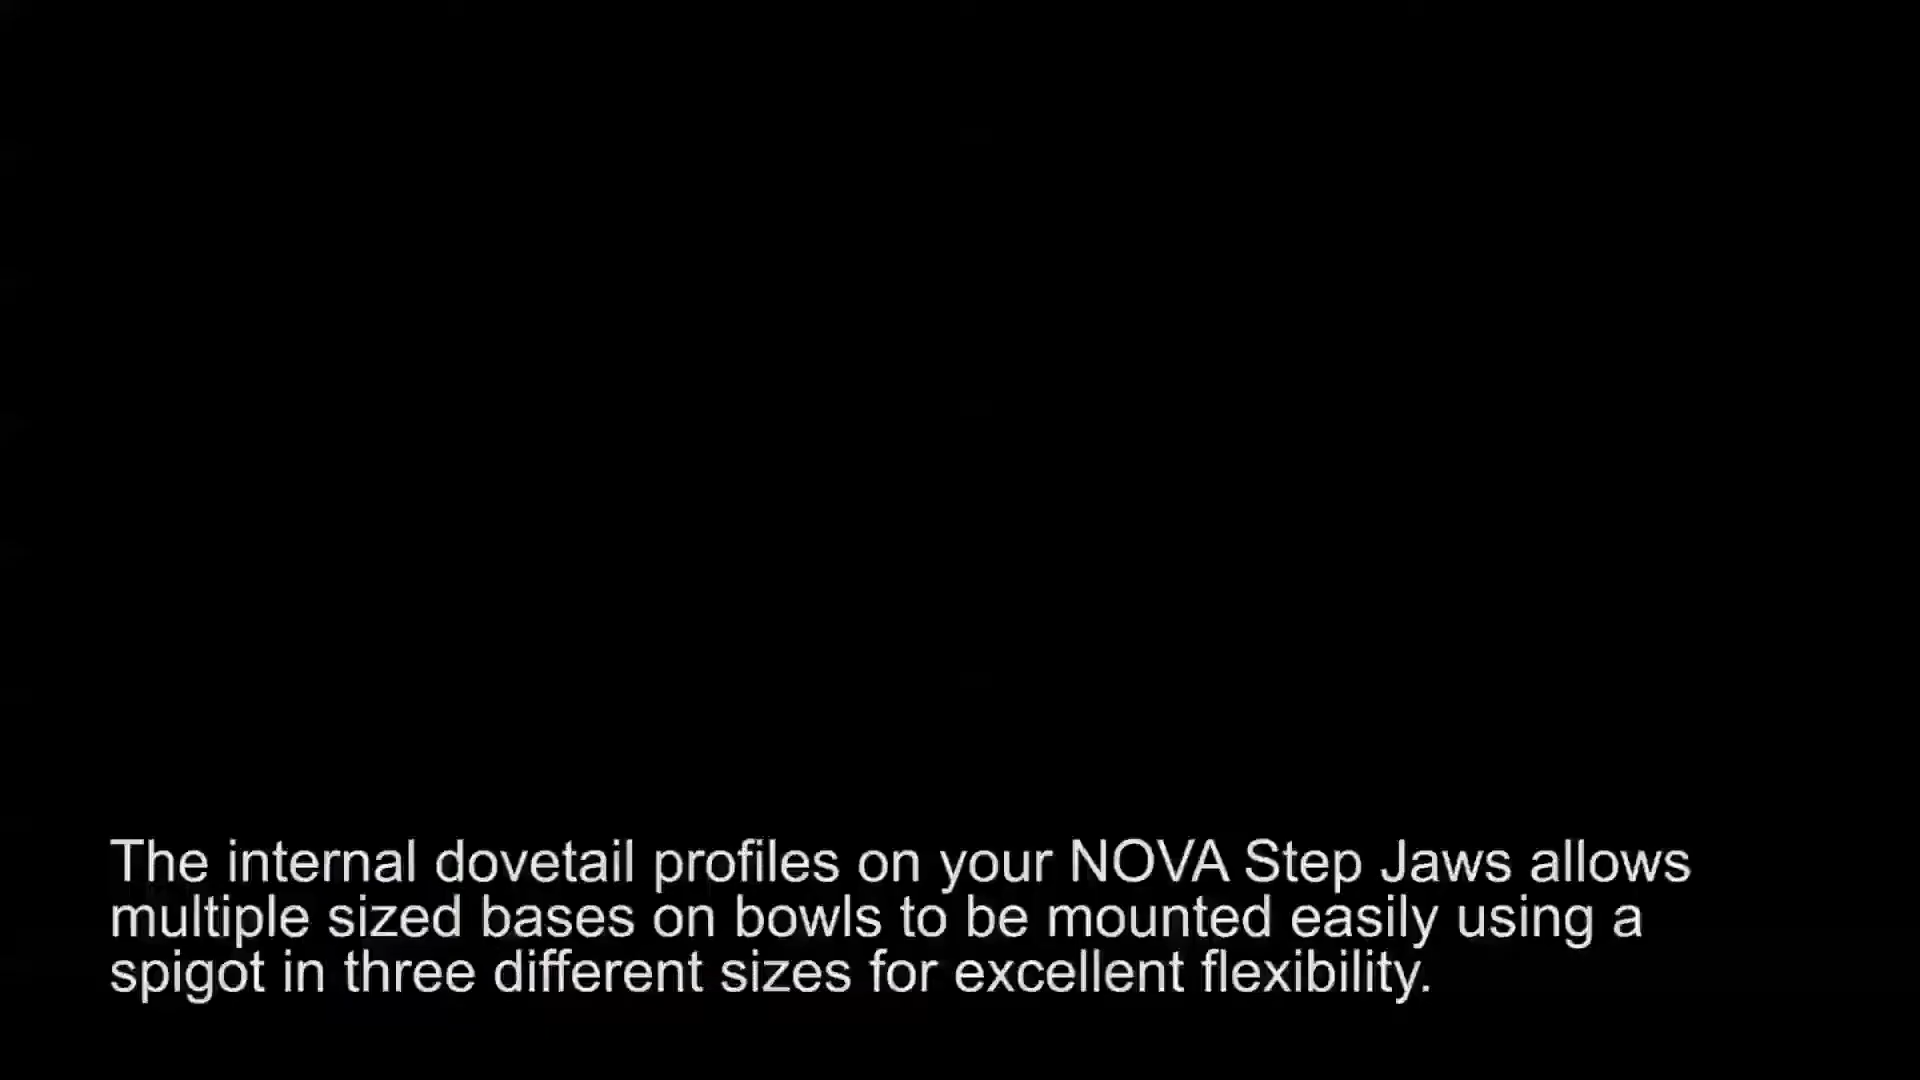 The internal dovetail profiles on your NOVA Step Jaws allows
multiple sized bases on bowls to be mounted easily using a
spigot in three different sizes for excellent flexibility.